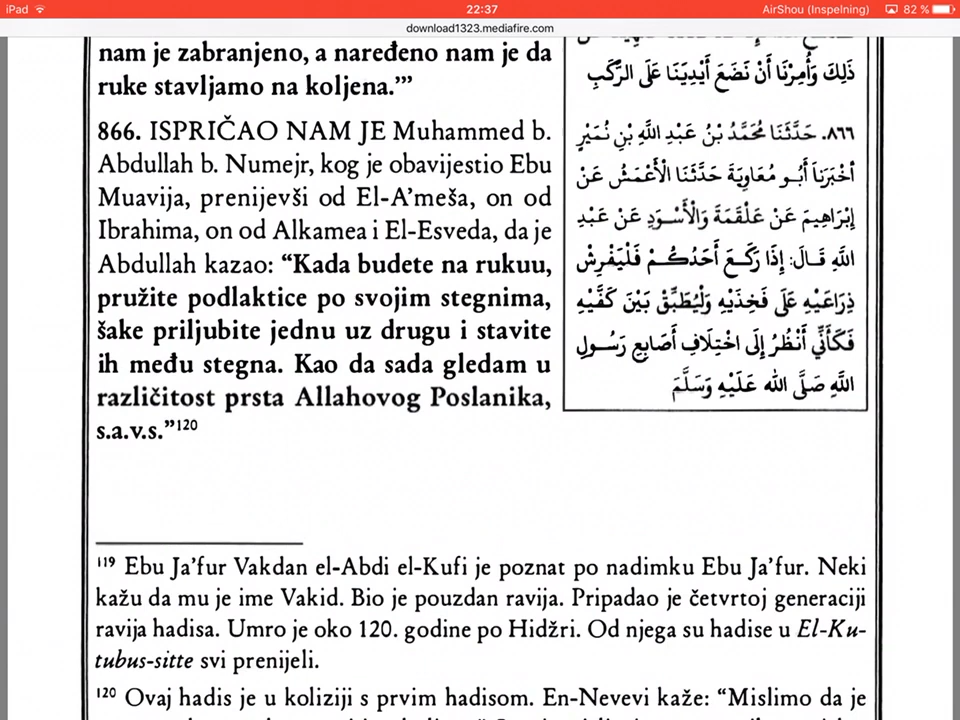 iPad 22:37 AirShou (Inspelning) 82 %
download1323.mediafire.com
nam je zabranjeno, a naređeno nam je da
ruke stavljamo na koljena.’”
866. ISPRIČAO NAM JE Muhammed b.
Abdullah b. Numejr, kog je obavijestio Ebu
Muavija, prenijevši od El-A’meša, on od
Ibrahima, on od Alkamea i El-Esveda, da je
Abdullah kazao: “Kada budete na rukuu,
pružite podlaktice po svojim stegnima,
šake priljubite jednu uz drugu i stavite
ih među stegna. Kao da sada gledam u
različitost prsta Allahovog Poslanika,
s.a.v.s.”120
ذَلِكَ وَأُمِرْنَا أَنْ نَضَعَ أَيْدِيَنَا عَلَى الرُّكَبِ
٨٦٦. حَدَّثَنَا مُحَمَّدُ بْنُ عَبْدِ اللَّهِ بْنِ نُمَيْرٍ
أَخْبَرَنَا أَبُو مُعَاوِيَةَ حَدَّثَنَا الْأَعْمَشُ عَنْ
إِبْرَاهِيمَ عَنْ عَلْقَمَةَ وَالْأَسْوَدِ عَنْ عَبْدِ
اللَّهِ قَالَ: إِذَا رَكَعَ أَحَدُكُمْ فَلْيَفْرِشْ
ذِرَاعَيْهِ عَلَى فَخِذَيْهِ وَلْيُطَبِّقْ بَيْنَ كَفَّيْهِ
فَكَأَنِّي أَنْظُرُ إِلَى اخْتِلَافِ أَصَابِعِ رَسُولِ
اللَّهِ صَلَّى الله عَلَيْهِ وَسَلَّمَ
119 Ebu Ja’fur Vakdan el-Abdi el-Kufi je poznat po nadimku Ebu Ja’fur. Neki
kažu da mu je ime Vakid. Bio je pouzdan ravija. Pripadao je četvrtoj generaciji
ravija hadisa. Umro je oko 120. godine po Hidžri. Od njega su hadise u El-Ku-
tubus-sitte svi prenijeli.
120 Ovaj hadis je u koliziji s prvim hadisom. En-Nevevi kaže: “Mislimo da je